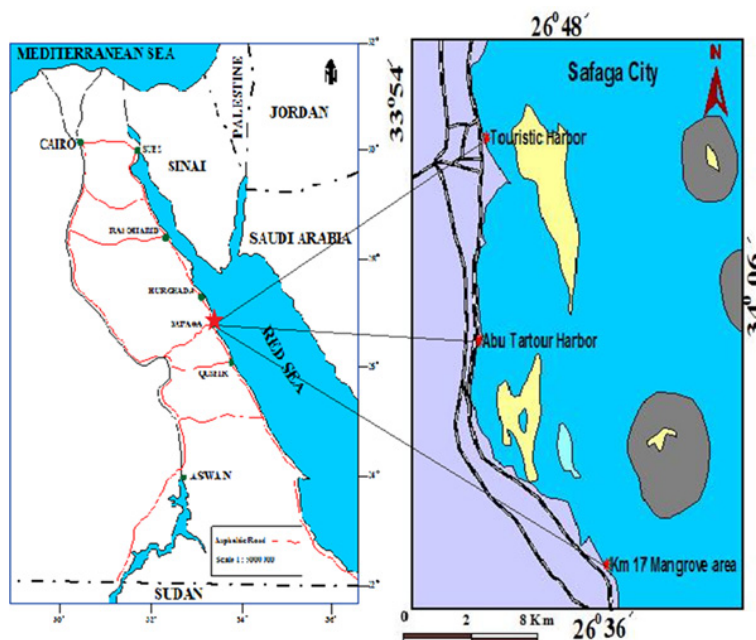 MEDITERRANEAN SEA
N
PALESTINE
JORDAN
CAIRO
SUEZ
SINAI
SAUDI ARABIA
HURGHADA
SAFAGA
RED SEA
QUSEIR
ASWAN
Asphaltic Road
SUDAN
30°
32°
34°
36°
26° 48′
33° 54′
Safaga City
N
Touristic Harbor
34° 06′
Abu Tartour Harbor
Km 17 Mangrove area
0
2
8 Km
26° 36′